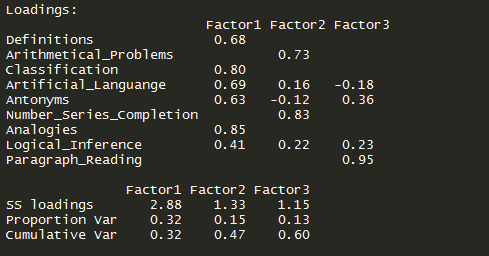 Loadings:
Factor1 Factor2 Factor3
Definitions 0.68
Arithmetical_Problems 0.73
Classification 0.80
Artificial_Languange 0.69 0.16 -0.18
Antonyms 0.63 -0.12 0.36
Number_Series_Completion 0.83
Analogies 0.85
Logical_Inference 0.41 0.22 0.23
Paragraph_Reading 0.95
Factor1 Factor2 Factor3
SS loadings 2.88 1.33 1.15
Proportion Var 0.32 0.15 0.13
Cumulative Var 0.32 0.47 0.60